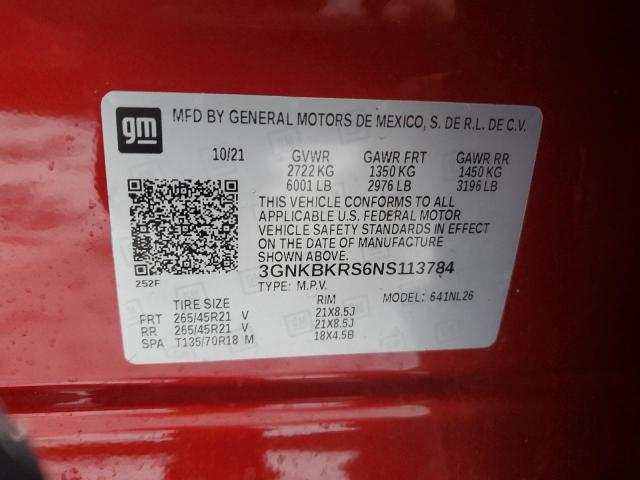 gm
MFD BY GENERAL MOTORS DE MEXICO, S. DE R.L. DE C.V.
10/21 GVWR GAWR FRT GAWR RR
2722 KG 1350 KG 1450 KG
6001 LB 2976 LB 3196 LB
THIS VEHICLE CONFORMS TO ALL
APPLICABLE U.S. FEDERAL MOTOR
VEHICLE SAFETY STANDARDS IN EFFECT
ON THE DATE OF MANUFACTURE
SHOWN ABOVE.
3GNKBKRS6NS113784
252F TYPE: M.P.V. MODEL: 641NL26
TIRE SIZE RIM
FRT 265/45R21 V 21X8.5J
RR 265/45R21 V 21X8.5J
SPA T135/70R18 M 18X4.5B